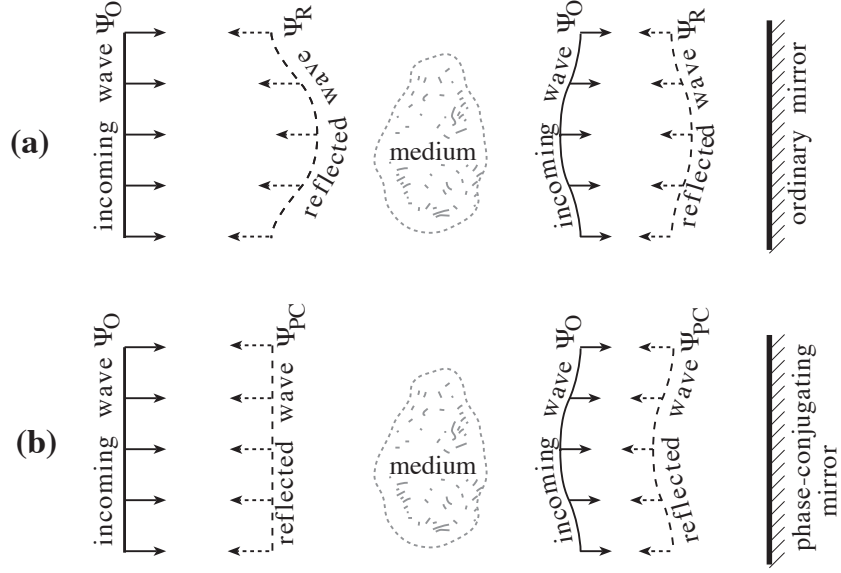 (a)
incoming wave Ψ_O
reflected wave Ψ_R
medium
incoming wave Ψ_O
reflected wave Ψ_R
ordinary mirror
(b)
incoming wave Ψ_O
reflected wave Ψ_PC
medium
incoming wave Ψ_O
reflected wave Ψ_PC
phase-conjugating
mirror